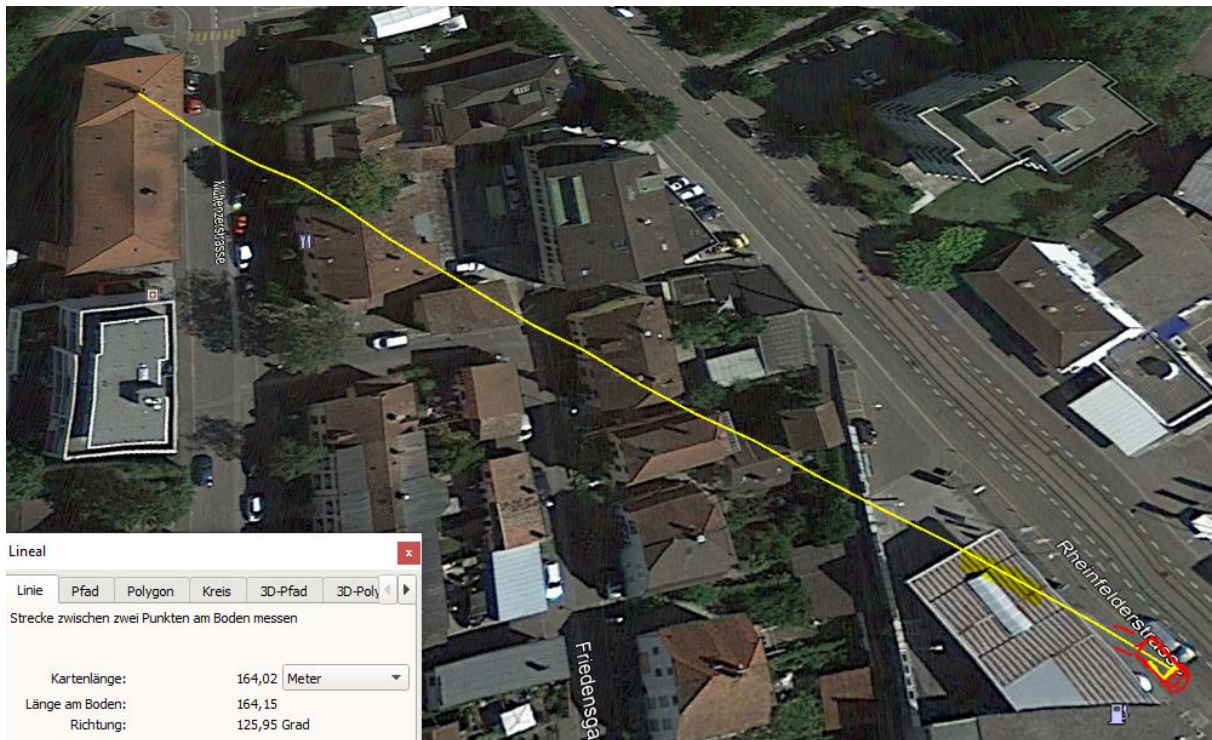 Muttenzerstrasse
Rheinfelderstrasse
Friedensga
Lineal
Linie Pfad Polygon Kreis 3D-Pfad 3D-Poly
Strecke zwischen zwei Punkten am Boden messen
Kartenlänge: 164,02 Meter
Länge am Boden: 164,15
Richtung: 125,95 Grad